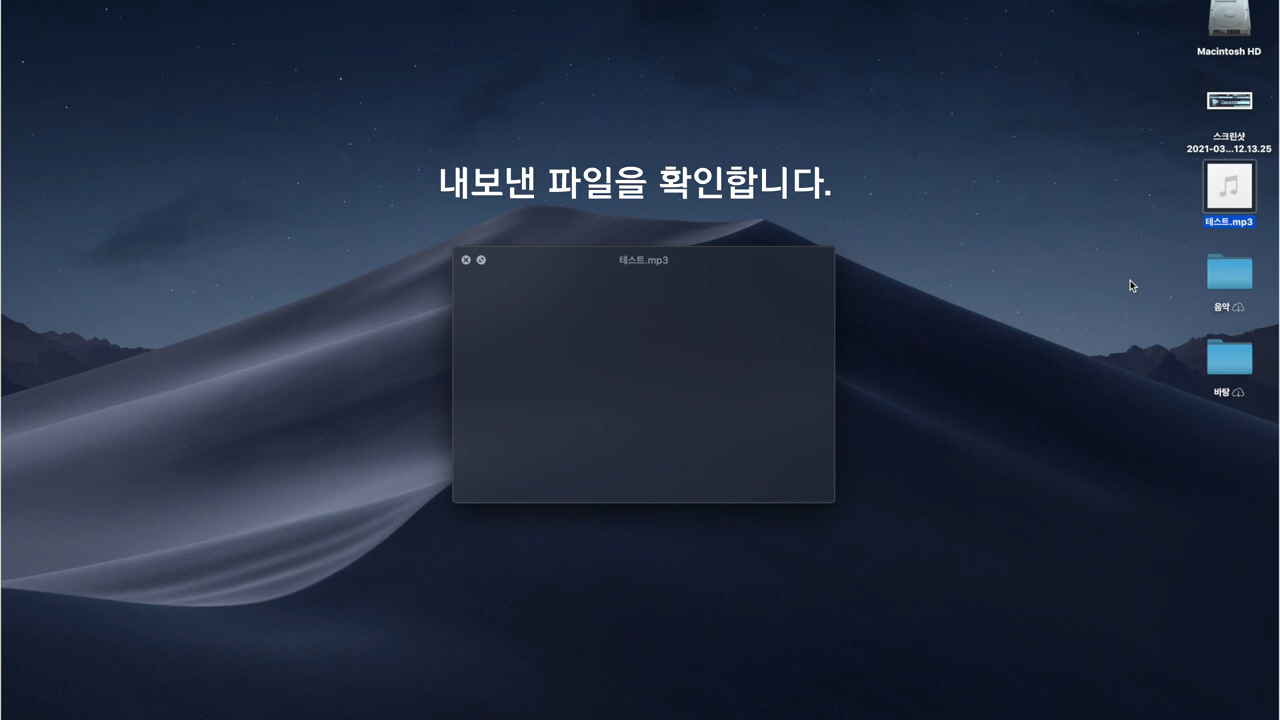 Macintosh HD
스크린샷
2021-03...12.13.25
내보낸 파일을 확인합니다.
테스트.mp3
테스트.mp3
음악
바탕